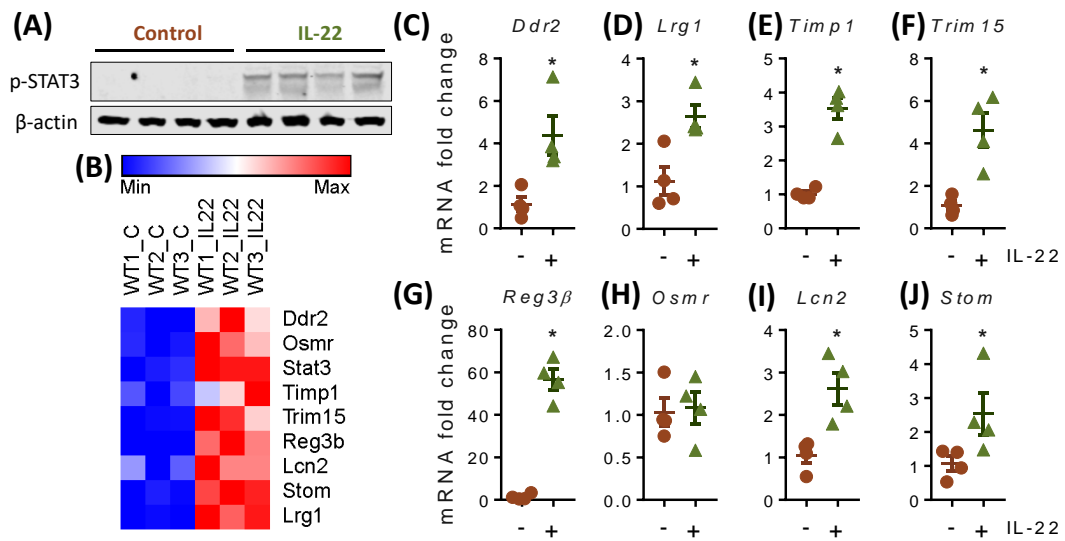 (A)
Control IL-22
p-STAT3
β-actin
(B)
Min Max
WT1_C
WT2_C
WT3_C
WT1_IL22
WT2_IL22
WT3_IL22
Ddr2
Osmr
Stat3
Timp1
Trim15
Reg3b
Lcn2
Stom
Lrg1
(C) Ddr2
mRNA fold change
8
6
4
2
0
- +
(D) Lrg1
4
3
2
1
0
- +
*
(E) Timp1
5
4
3
2
1
0
- +
*
(F) Trim15
8
6
4
2
0
- + IL-22
*
(G) Reg3β
mRNA fold change
80
60
40
20
0
- +
*
(H) Osmr
2.0
1.5
1.0
0.5
0.0
- +
(I) Lcn2
4
3
2
1
0
- +
*
(J) Stom
5
4
3
2
1
0
- + IL-22
*